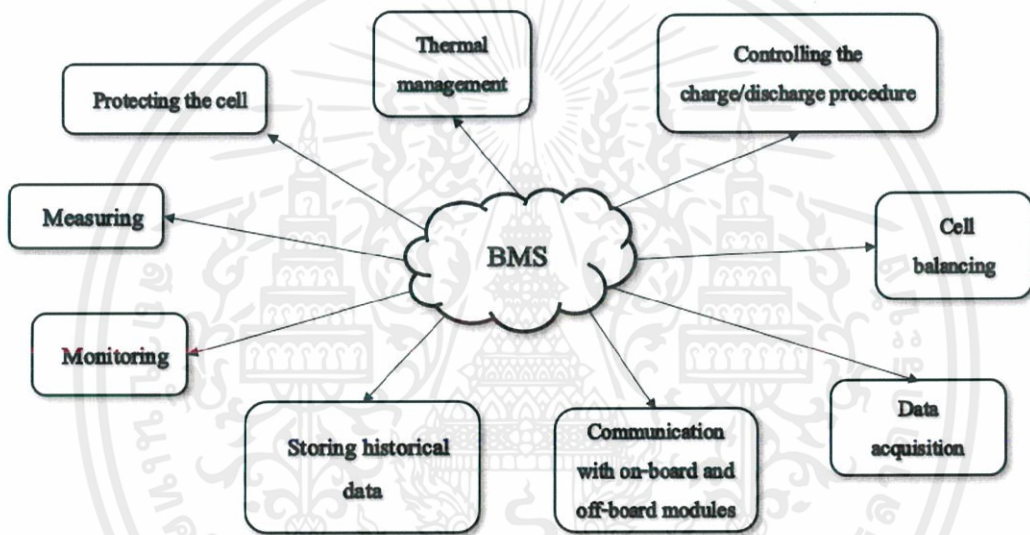 Thermal
management
Controlling the
charge/discharge procedure
Protecting the cell
Measuring
BMS
Cell
balancing
Monitoring
Storing historical
data
Communication
with on-board and
off-board modules
Data
acquisition